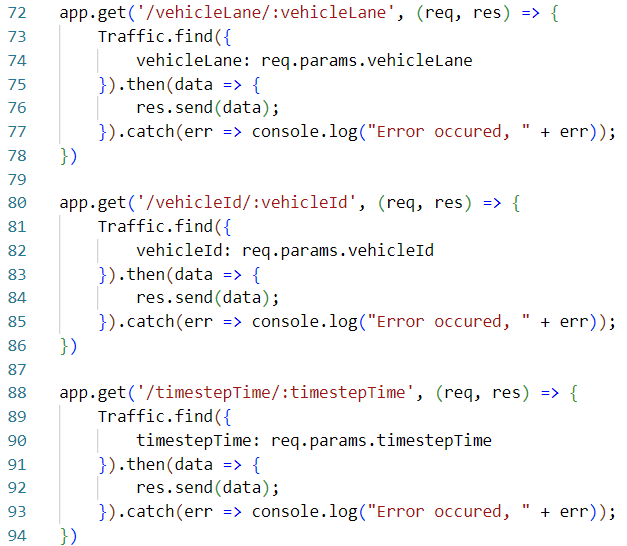 72 app.get('/vehicleLane/:vehicleLane', (req, res) => {
73     Traffic.find({
74         vehicleLane: req.params.vehicleLane
75     }).then(data => {
76         res.send(data);
77     }).catch(err => console.log("Error occured, " + err));
78 })
79
80 app.get('/vehicleId/:vehicleId', (req, res) => {
81     Traffic.find({
82         vehicleId: req.params.vehicleId
83     }).then(data => {
84         res.send(data);
85     }).catch(err => console.log("Error occured, " + err));
86 })
87
88 app.get('/timestepTime/:timestepTime', (req, res) => {
89     Traffic.find({
90         timestepTime: req.params.timestepTime
91     }).then(data => {
92         res.send(data);
93     }).catch(err => console.log("Error occured, " + err));
94 })